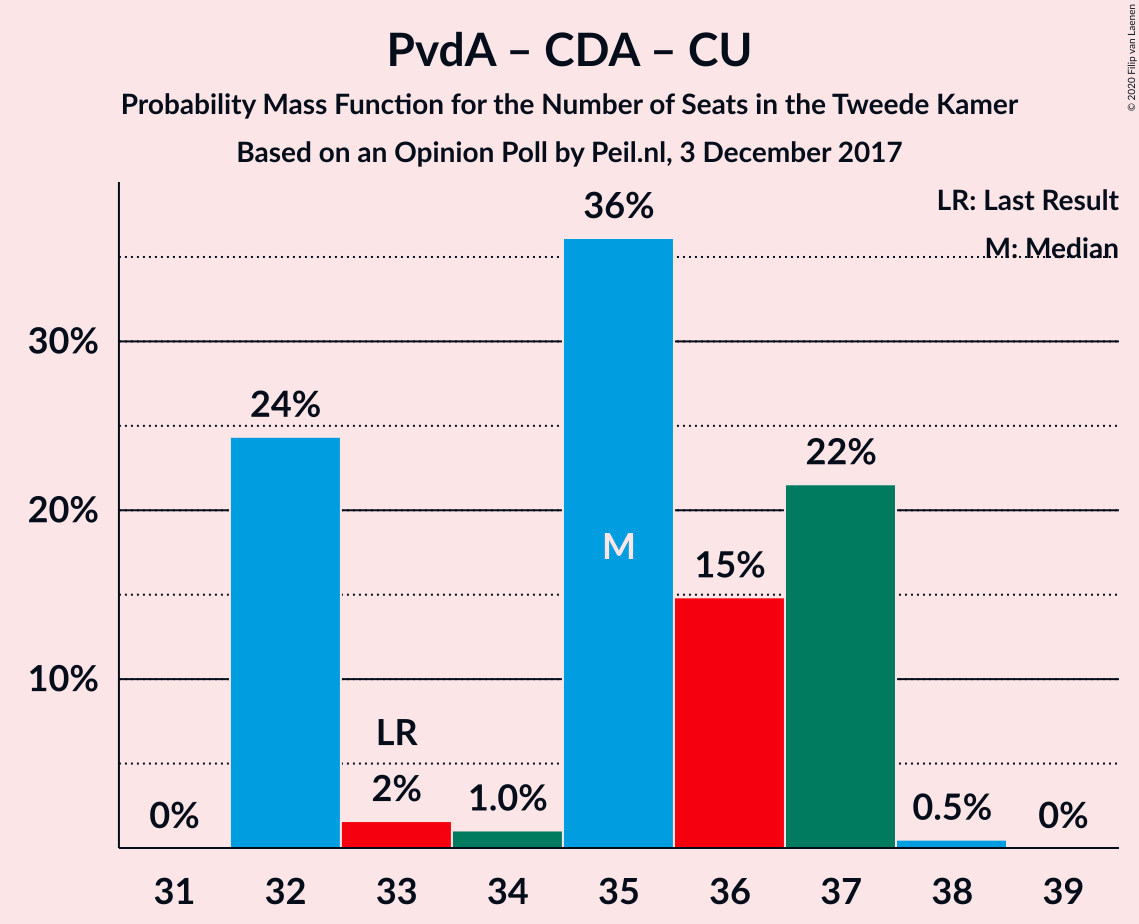 PvdA – CDA – CU
Probability Mass Function for the Number of Seats in the Tweede Kamer
Based on an Opinion Poll by Peil.nl, 3 December 2017
© 2020 Filip van Laenen
LR: Last Result
M: Median
30%
20%
10%
0%
24%
LR
2%
1.0%
36%
M
15%
22%
0.5%
0%
31 32 33 34 35 36 37 38 39